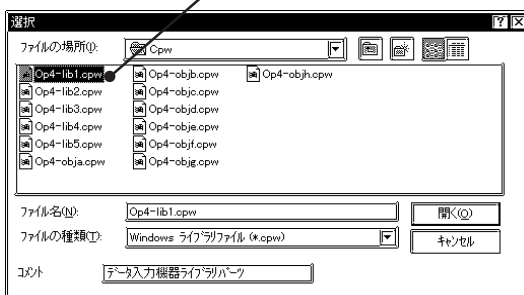 選択
ファイルの場所(I): Cpw
Op4-lib1.cpw Op4-objb.cpw Op4-objh.cpw
Op4-lib2.cpw Op4-objc.cpw
Op4-lib3.cpw Op4-objd.cpw
Op4-lib4.cpw Op4-obje.cpw
Op4-lib5.cpw Op4-objf.cpw
Op4-obja.cpw Op4-objg.cpw
ファイル名(N): Op4-lib1.cpw 開く(O)
ファイルの種類(T): Windows ライブラリファイル (*.cpw) キャンセル
コメント データ入力機器ライブラリパーツ